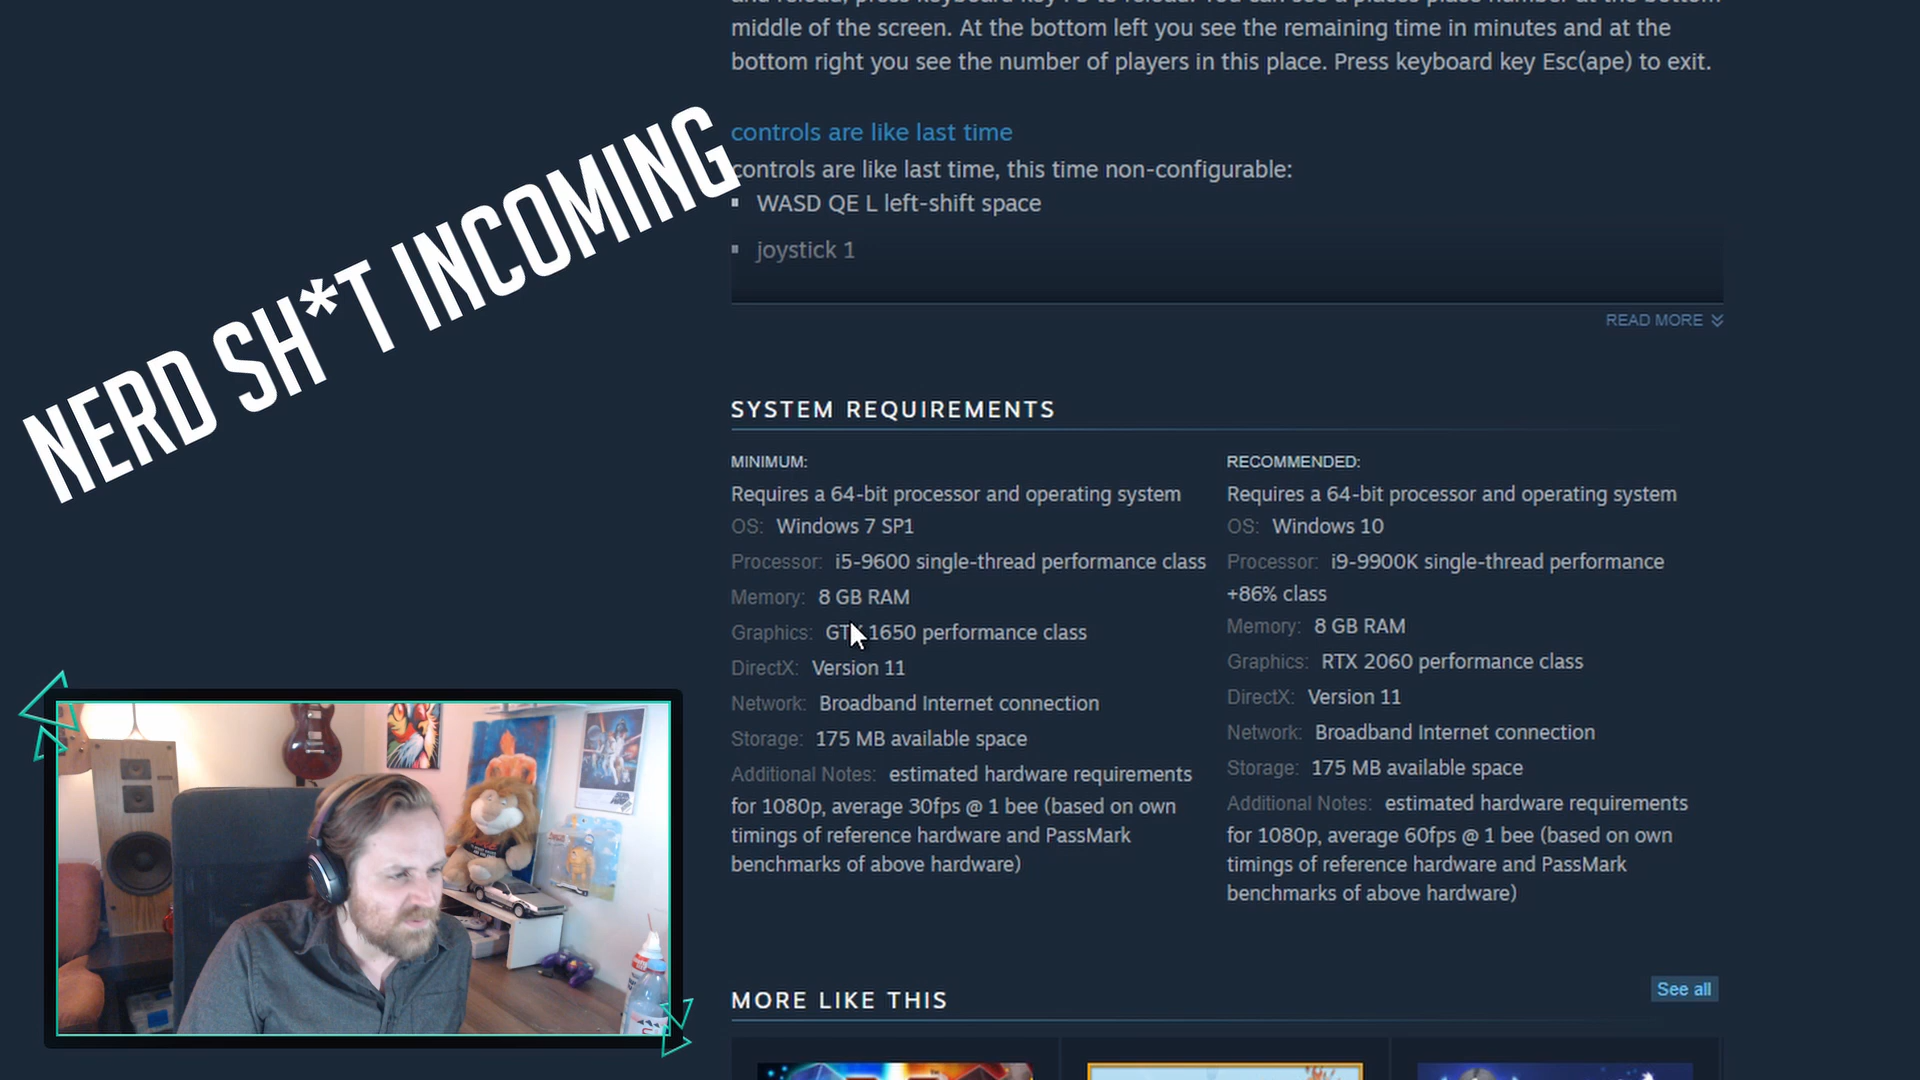 middle of the screen. At the bottom left you see the remaining time in minutes and at the
bottom right you see the number of players in this place. Press keyboard key Esc(ape) to exit.
NERD SH*T INCOMING
controls are like last time
controls are like last time, this time non-configurable:
WASD QE L left-shift space
joystick 1
READ MORE
SYSTEM REQUIREMENTS
MINIMUM:
Requires a 64-bit processor and operating system
OS: Windows 7 SP1
Processor: i5-9600 single-thread performance class
Memory: 8 GB RAM
Graphics: GTX 1650 performance class
DirectX: Version 11
Network: Broadband Internet connection
Storage: 175 MB available space
Additional Notes: estimated hardware requirements
for 1080p, average 30fps @ 1 bee (based on own
timings of reference hardware and PassMark
benchmarks of above hardware)
RECOMMENDED:
Requires a 64-bit processor and operating system
OS: Windows 10
Processor: i9-9900K single-thread performance
+86% class
Memory: 8 GB RAM
Graphics: RTX 2060 performance class
DirectX: Version 11
Network: Broadband Internet connection
Storage: 175 MB available space
Additional Notes: estimated hardware requirements
for 1080p, average 60fps @ 1 bee (based on own
timings of reference hardware and PassMark
benchmarks of above hardware)
MORE LIKE THIS
See all